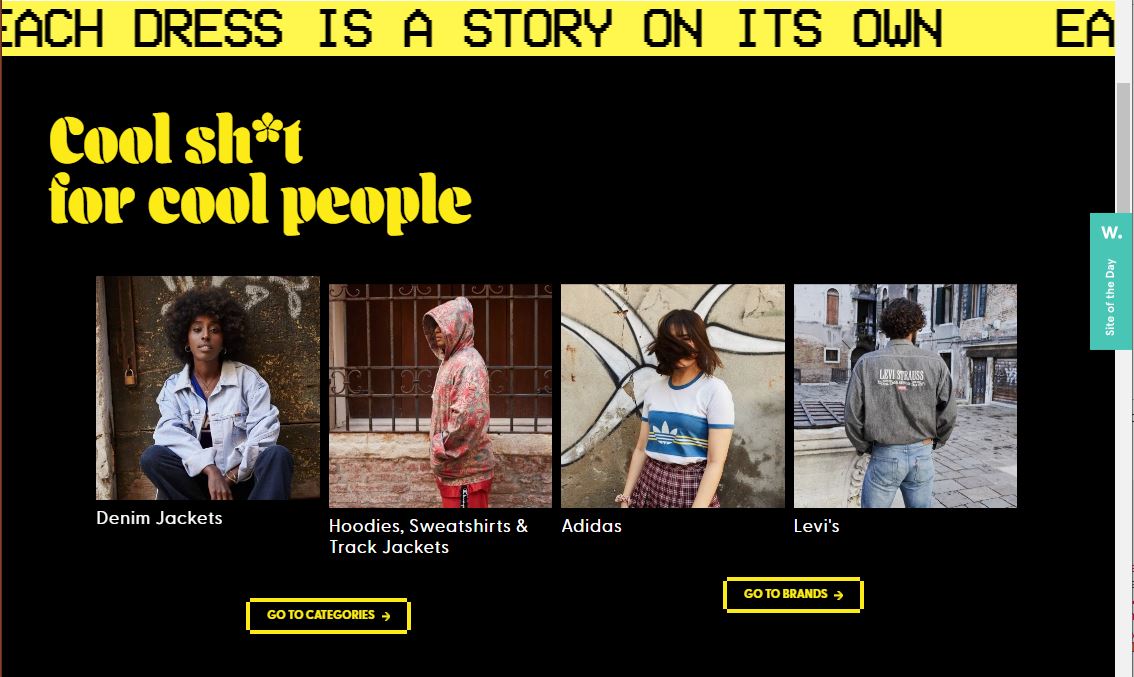 EACH DRESS IS A STORY ON ITS OWN EA
Cool sh*t
for cool people
W.
Site of the Day
LEVI STRAUSS
Denim Jackets
Hoodies, Sweatshirts &
Track Jackets
Adidas
Levi's
GO TO CATEGORIES →
GO TO BRANDS →